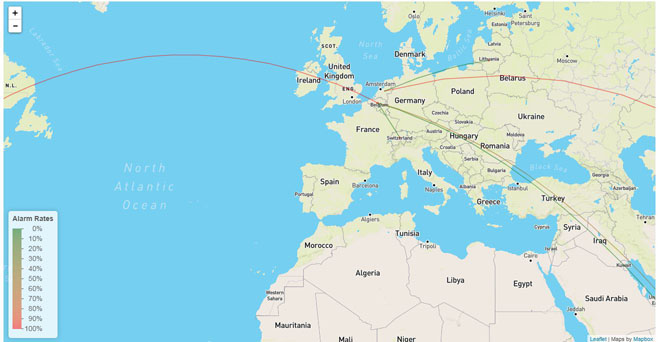 +
−
Labrador Sea
N.L.
Oslo
Helsinki
Saint
Petersburg
Estonia
SCOT.
North
Sea
Denmark
Baltic Sea
Latvia
Lithuania
Moscow
United
Kingdom
Ireland
ENG.
London
Amsterdam
Belgium
Germany
Poland
Belarus
Ukraine
Czechia
Slovakia
France
Switzerland
Austria
Hungary
Moldova
Croatia
Romania
Serbia
Bulgaria
Black Sea
Georgia
Azerbaijan
North
Atlantic
Ocean
Portugal
Spain
Barcelona
Italy
Naples
Albania
Greece
Istanbul
Turkey
Tehran
Algiers
Tunisia
Tripoli
Cyprus
Syria
Iraq
Israel
Morocco
Cairo
Kuwait
Western
Sahara
Algeria
Libya
Egypt
Saudi Arabia
Jeddah
Mauritania
Mali
Niger
Alarm Rates
0%
10%
20%
30%
40%
50%
60%
70%
80%
90%
100%
Leaflet | Maps by Mapbox